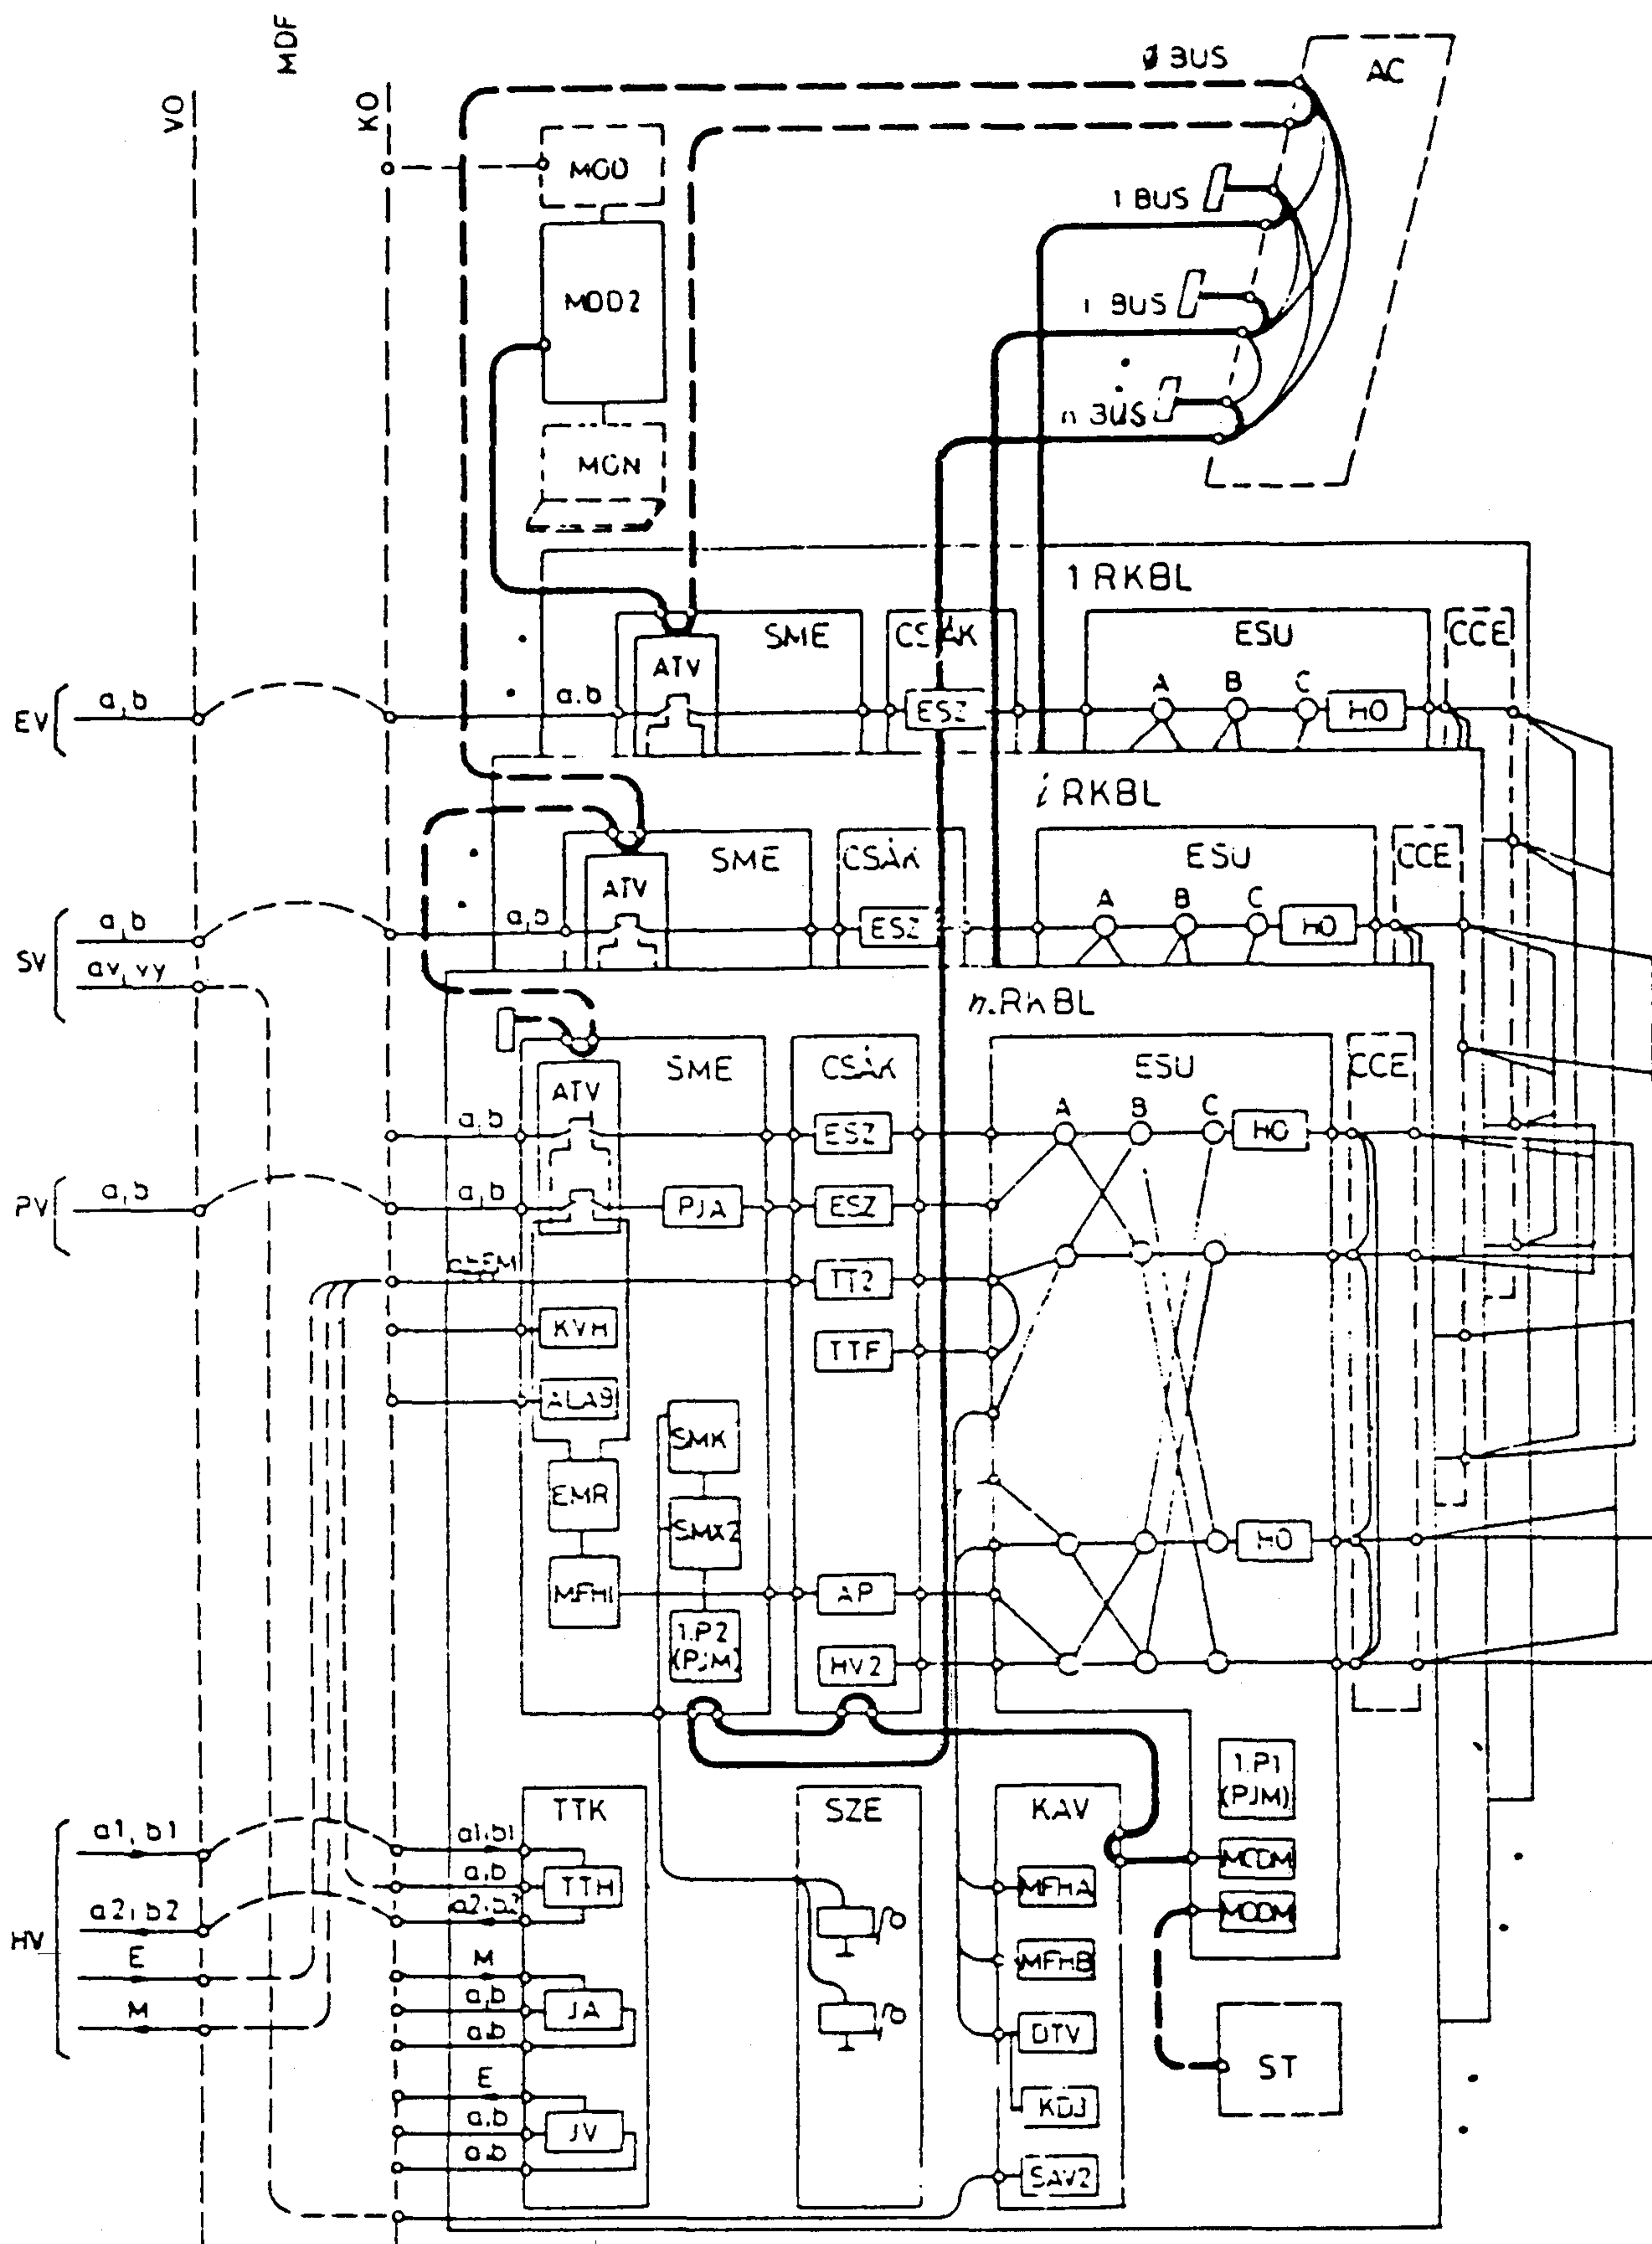 MDF
VO
KO
BUS
AC
MOD
1 BUS
MOD2
i BUS
n BUS
MON
1 RKBL
SME
CSÁK
ESU
CCE
ATV
a,b
a.b
A
B
C
EV
ESZ
HO
i RKBL
SME
CSÁK
ESU
CCE
ATV
a,b
a,b
A
B
C
SV
ESZ
HO
av, vy
n.RKBL
SME
CSÁK
ESU
CCE
ATV
A
B
C
a,b
ESZ
HO
PV
a,b
a,b
PJA
ESZ
TT2
KVH
TTF
ALAB
SMK
EMR
SMX2
HO
MFH1
AP
1.P2
(PJM)
HV2
1.P1
(PJM)
TTK
SZE
KAV
a1, b1
a1,b1
MODM
a,b
TTH
MFHA
a2, b2
a2,b2
MODM
HV
E
M
MFHB
M
a,b
JA
a.b
DTV
ST
E
a,b
JV
KDJ
a.b
SAV2